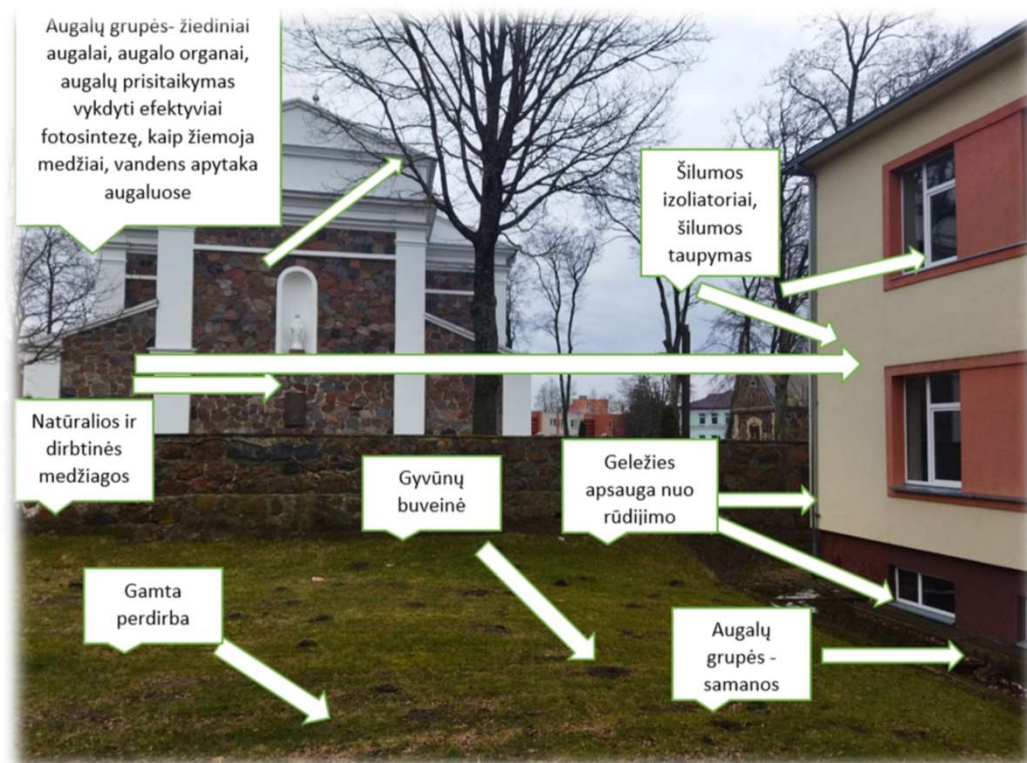 Augalų grupės- žiediniai
augalai, augalo organai,
augalų prisitaikymas
vykdyti efektyviai
fotosintezę, kaip žiemoja
medžiai, vandens apytaka
augaluose
Šilumos
izoliatoriai,
šilumos
taupymas
Natūralios ir
dirbtinės
medžiagos
Gyvūnų
buveinė
Geležies
apsauga nuo
rūdijimo
Gamta
perdirba
Augalų
grupės -
samanos